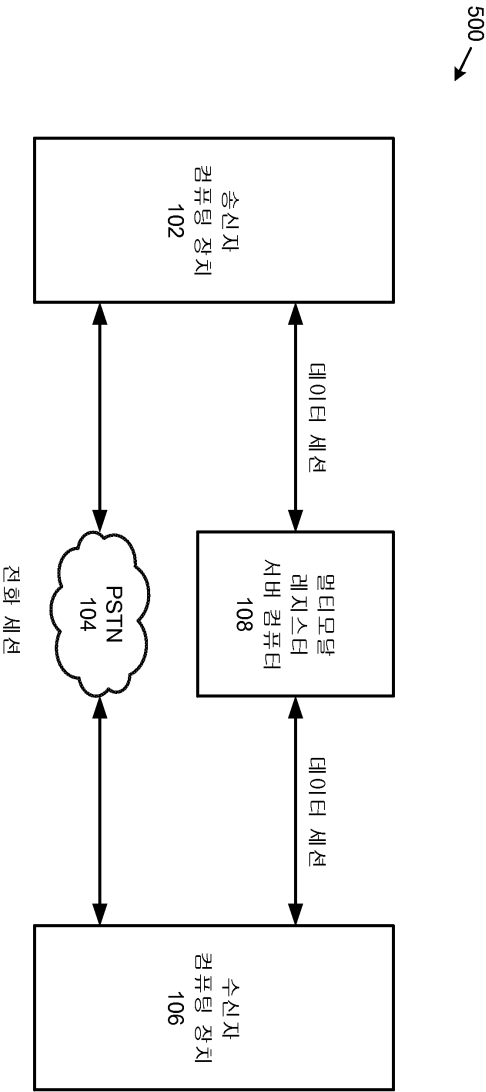 500
송신자
컴퓨팅 장치
102
데이터 세션
멀티모달
레지스터
서버 컴퓨터
108
데이터 세션
수신자
컴퓨팅 장치
106
PSTN
104
전화 세션